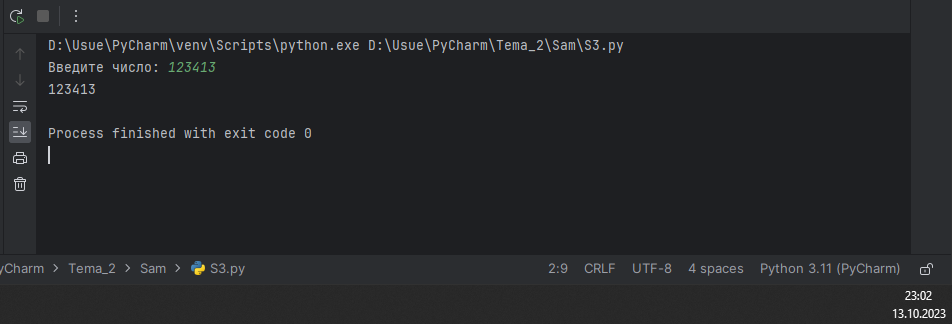 D:\Usue\PyCharm\venv\Scripts\python.exe D:\Usue\PyCharm\Tema_2\Sam\S3.py
Введите число: 123413
123413
Process finished with exit code 0
yCharm > Tema_2 > Sam > S3.py 2:9 CRLF UTF-8 4 spaces Python 3.11 (PyCharm)
23:02
13.10.2023